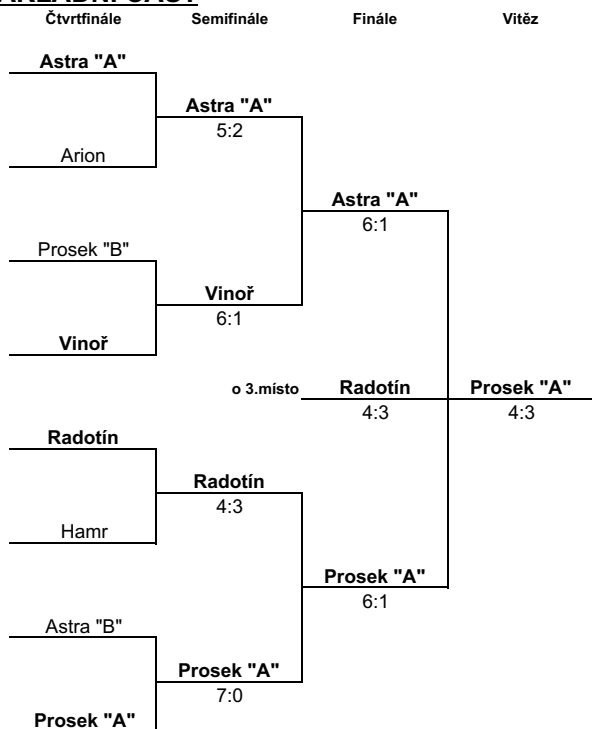 Čtvrtfinále Semifinále Finále Vitěz
Astra "A"
Astra "A"
5:2
Arion
Astra "A"
6:1
Prosek "B"
Vinoř
6:1
Vinoř
o 3.místo Radotín Prosek "A"
4:3 4:3
Radotín
Radotín
4:3
Hamr
Prosek "A"
6:1
Astra "B"
Prosek "A"
7:0
Prosek "A"